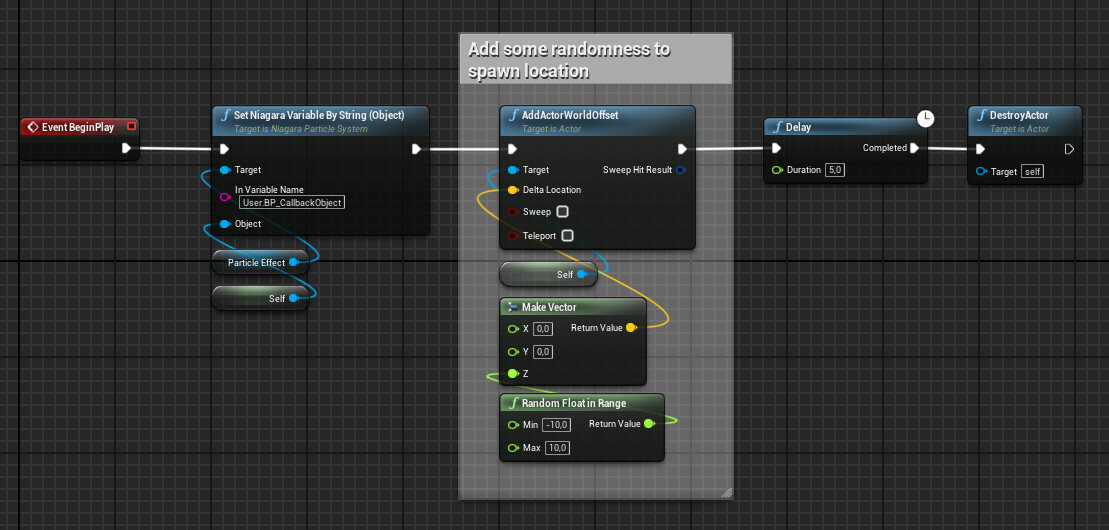 Add some randomness to
spawn location
Event BeginPlay
Set Niagara Variable By String (Object)
Target is Niagara Particle System
Target
In Variable Name
User.BP_CallbackObject
Object
Particle Effect
Self
AddActorWorldOffset
Target is Actor
Target
Sweep Hit Result
Delta Location
Sweep
Teleport
Self
Make Vector
X 0,0
Return Value
Y 0,0
Z
Random Float in Range
Min -10,0
Return Value
Max 10,0
Delay
Completed
Duration 5,0
DestroyActor
Target is Actor
Target self